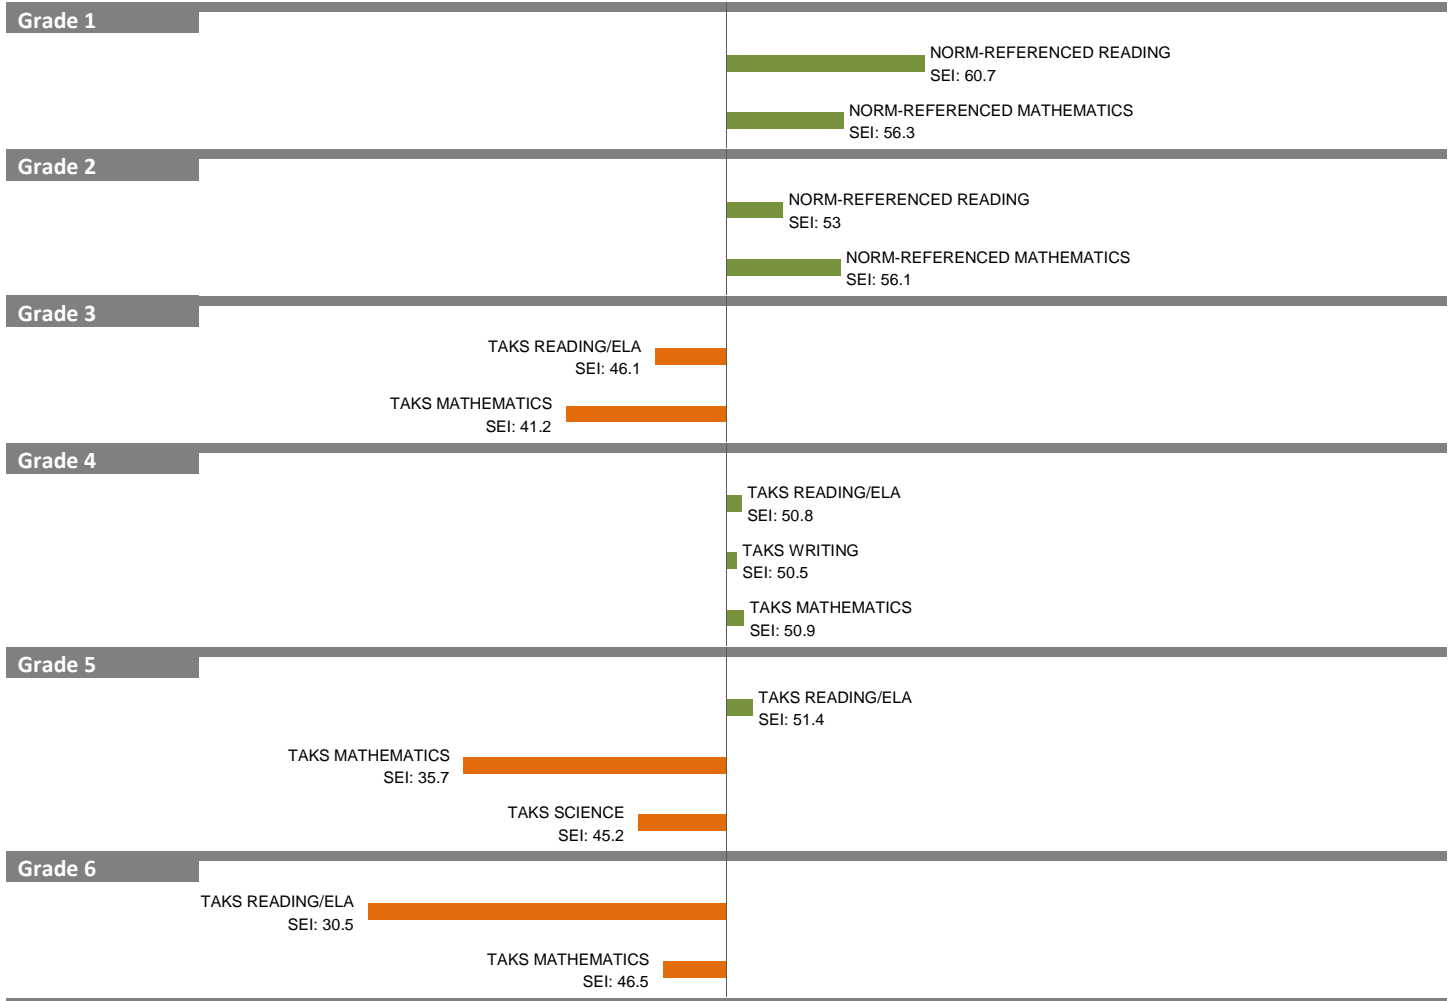 Grade 1
NORM-REFERENCED READING
SEI: 60.7
NORM-REFERENCED MATHEMATICS
SEI: 56.3
Grade 2
NORM-REFERENCED READING
SEI: 53
NORM-REFERENCED MATHEMATICS
SEI: 56.1
Grade 3
TAKS READING/ELA
SEI: 46.1
TAKS MATHEMATICS
SEI: 41.2
Grade 4
TAKS READING/ELA
SEI: 50.8
TAKS WRITING
SEI: 50.5
TAKS MATHEMATICS
SEI: 50.9
Grade 5
TAKS READING/ELA
SEI: 51.4
TAKS MATHEMATICS
SEI: 35.7
TAKS SCIENCE
SEI: 45.2
Grade 6
TAKS READING/ELA
SEI: 30.5
TAKS MATHEMATICS
SEI: 46.5